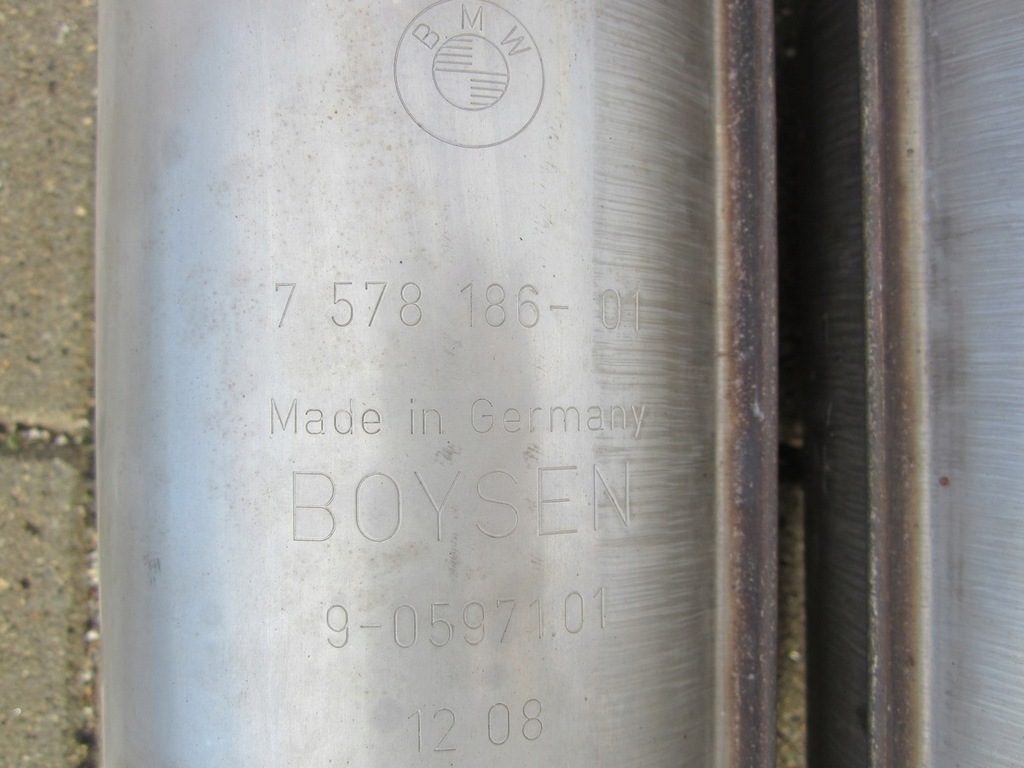 BMW
7 578 186- 01
Made in Germany
BOYSEN
9-0597101
12 08